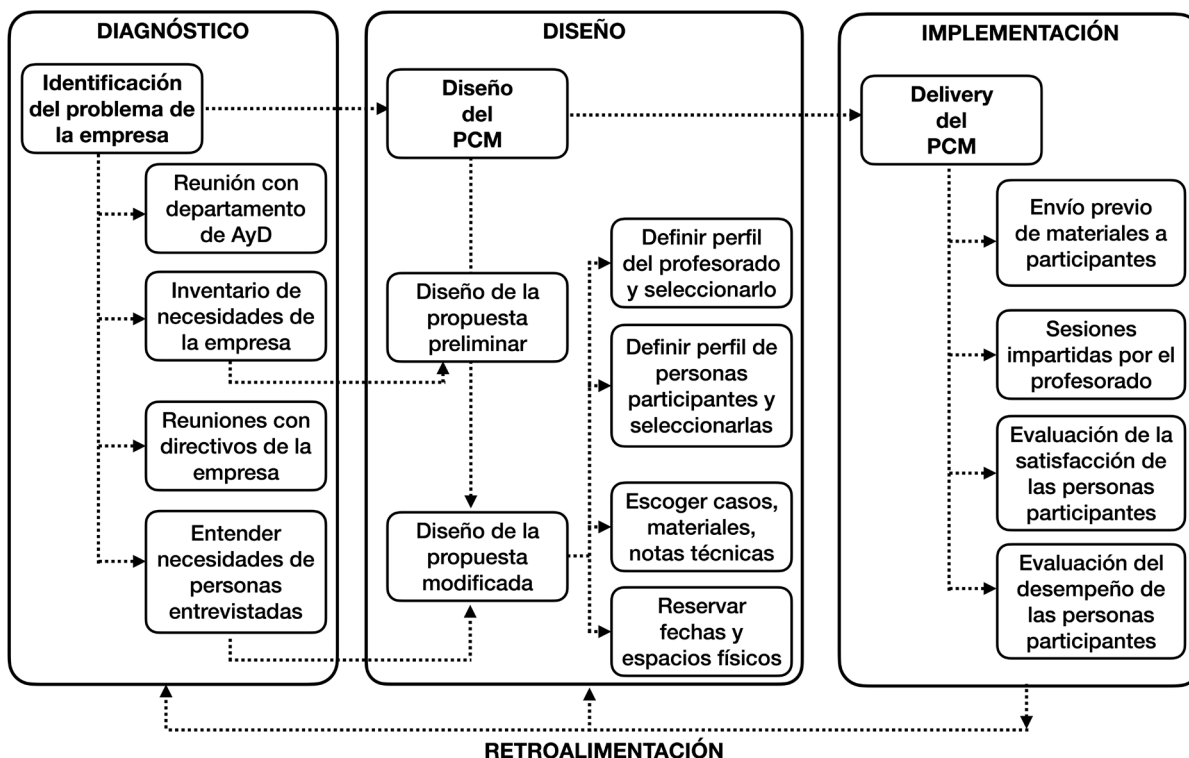 DIAGNÓSTICO
Identificación
del problema de
la empresa
Reunión con
departamento
de AyD
Inventario de
necesidades de
la empresa
Reuniones con
directivos de la
empresa
Entender
necesidades de
personas
entrevistadas
DISEÑO
Diseño
del
PCM
Diseño de la
propuesta
preliminar
Diseño de la
propuesta
modificada
Definir perfil
del profesorado
y seleccionarlo
Definir perfil de
personas
participantes y
seleccionarlas
Escoger casos,
materiales,
notas técnicas
Reservar
fechas y
espacios físicos
IMPLEMENTACIÓN
Delivery
del
PCM
Envío previo
de materiales a
participantes
Sesiones
impartidas por el
profesorado
Evaluación de la
satisfacción de
las personas
participantes
Evaluación del
desempeño de
las personas
participantes
RETROALIMENTACIÓN